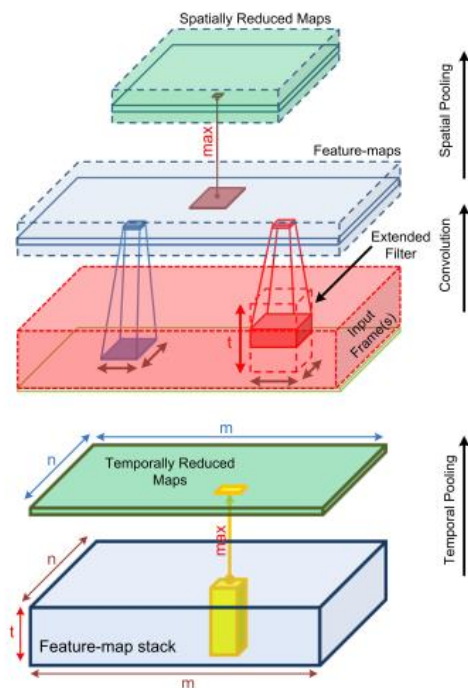 Spatially Reduced Maps
max
Spatial Pooling
Feature-maps
Extended
Filter
Convolution
t
Input
Frame(s)
m
n
Temporally Reduced
Maps
max
Temporal Pooling
n
t
Feature-map stack
m